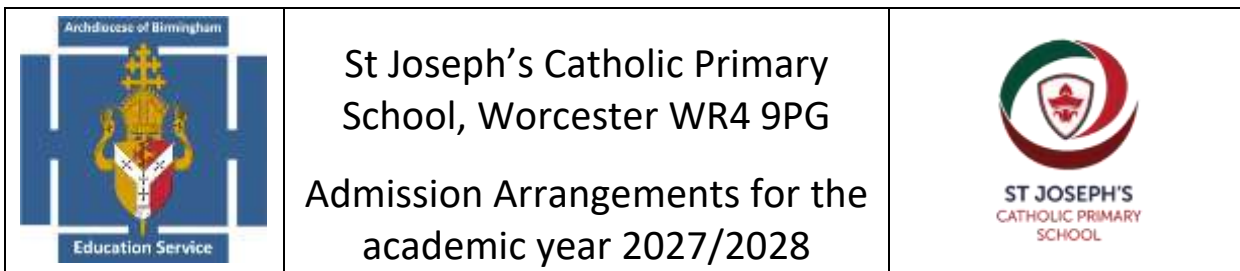 Archdiocese of Birmingham
Education Service
St Joseph’s Catholic Primary
School, Worcester WR4 9PG
Admission Arrangements for the
academic year 2027/2028
ST JOSEPH'S
CATHOLIC PRIMARY
SCHOOL